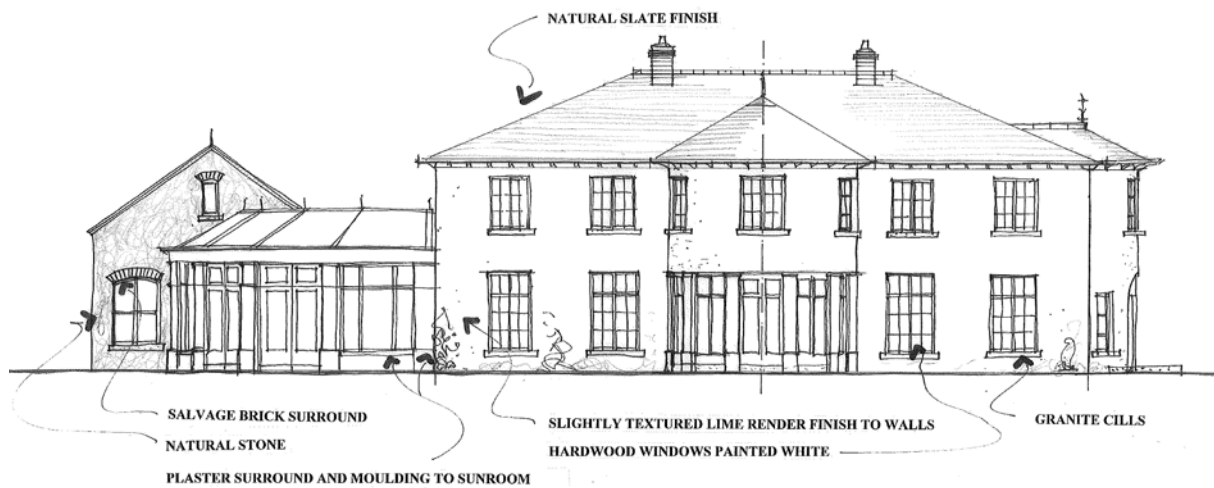 NATURAL SLATE FINISH
SALVAGE BRICK SURROUND
NATURAL STONE
PLASTER SURROUND AND MOULDING TO SUNROOM
SLIGHTLY TEXTURED LIME RENDER FINISH TO WALLS
HARDWOOD WINDOWS PAINTED WHITE
GRANITE CILLS